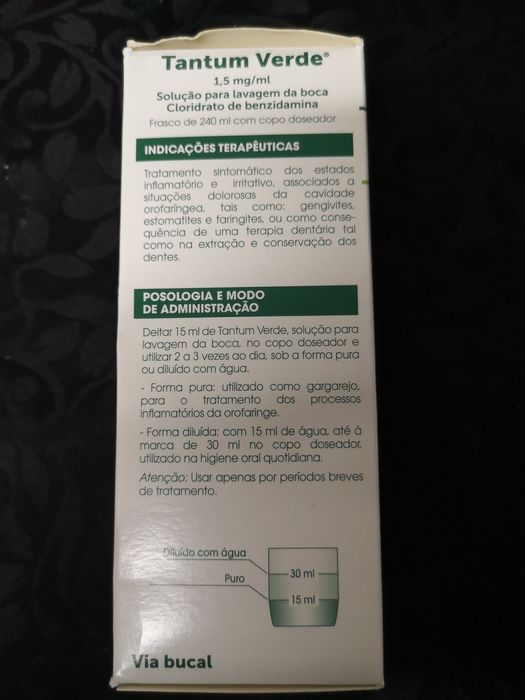 Tantum Verde®
1,5 mg/ml
Solução para lavagem da boca
Cloridrato de benzidamina
Frasco de 240 ml com copo doseador
INDICAÇÕES TERAPÊUTICAS
Tratamento sintomático dos estados
inflamatório e irritativo, associados a
situações dolorosas da cavidade
orofaríngea, tais como: gengivites,
estomatites e faringites, ou como conse-
quência de uma terapia dentária tal
como na extração e conservação dos
dentes.
POSOLOGIA E MODO
DE ADMINISTRAÇÃO
Deitar 15 ml de Tantum Verde, solução para
lavagem da boca, no copo doseador e
utilizar 2 a 3 vezes ao dia, sob a forma pura
ou diluído com água.
- Forma pura: utilizado como gargarejo,
para o tratamento dos processos
inflamatórios da orofaringe.
- Forma diluída: com 15 ml de água, até à
marca de 30 ml no copo doseador,
utilizado na higiene oral quotidiana.
Atenção: Usar apenas por períodos breves
de tratamento.
Diluído com água
30 ml
Puro
15 ml
Via bucal